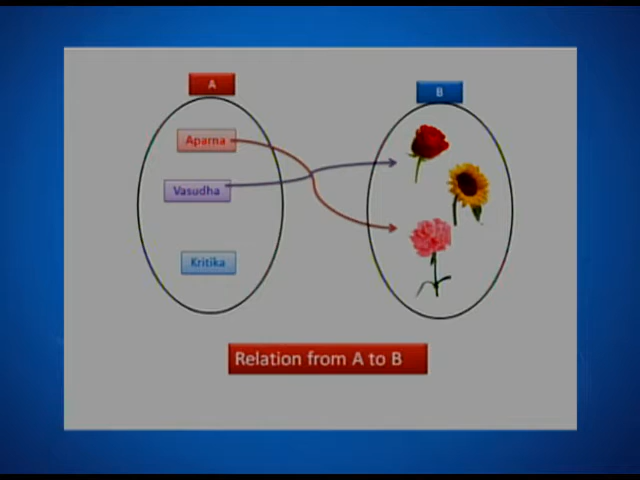 A
B
Aparna
Vasudha
Kritika
Relation from A to B